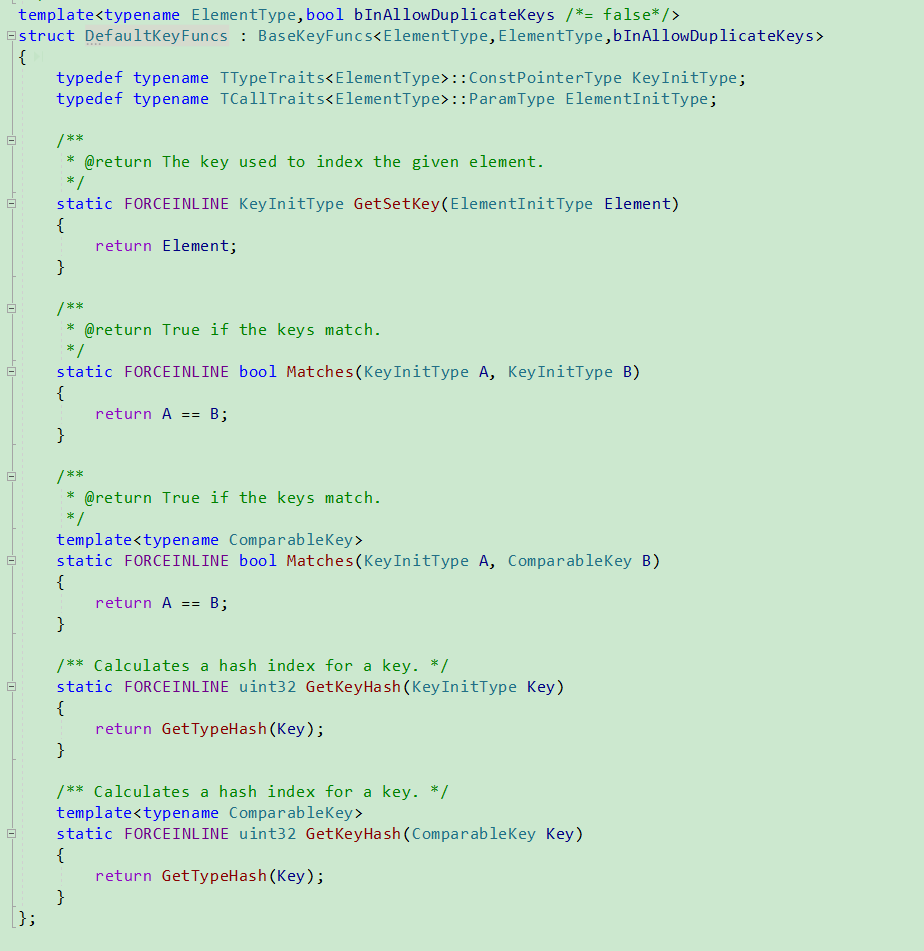 template<typename ElementType,bool bInAllowDuplicateKeys /*= false*/>
struct DefaultKeyFuncs : BaseKeyFuncs<ElementType,ElementType,bInAllowDuplicateKeys>
{
    typedef typename TTypeTraits<ElementType>::ConstPointerType KeyInitType;
    typedef typename TCallTraits<ElementType>::ParamType ElementInitType;

    /**
     * @return The key used to index the given element.
     */
    static FORCEINLINE KeyInitType GetSetKey(ElementInitType Element)
    {
        return Element;
    }

    /**
     * @return True if the keys match.
     */
    static FORCEINLINE bool Matches(KeyInitType A, KeyInitType B)
    {
        return A == B;
    }

    /**
     * @return True if the keys match.
     */
    template<typename ComparableKey>
    static FORCEINLINE bool Matches(KeyInitType A, ComparableKey B)
    {
        return A == B;
    }

    /** Calculates a hash index for a key. */
    static FORCEINLINE uint32 GetKeyHash(KeyInitType Key)
    {
        return GetTypeHash(Key);
    }

    /** Calculates a hash index for a key. */
    template<typename ComparableKey>
    static FORCEINLINE uint32 GetKeyHash(ComparableKey Key)
    {
        return GetTypeHash(Key);
    }
};